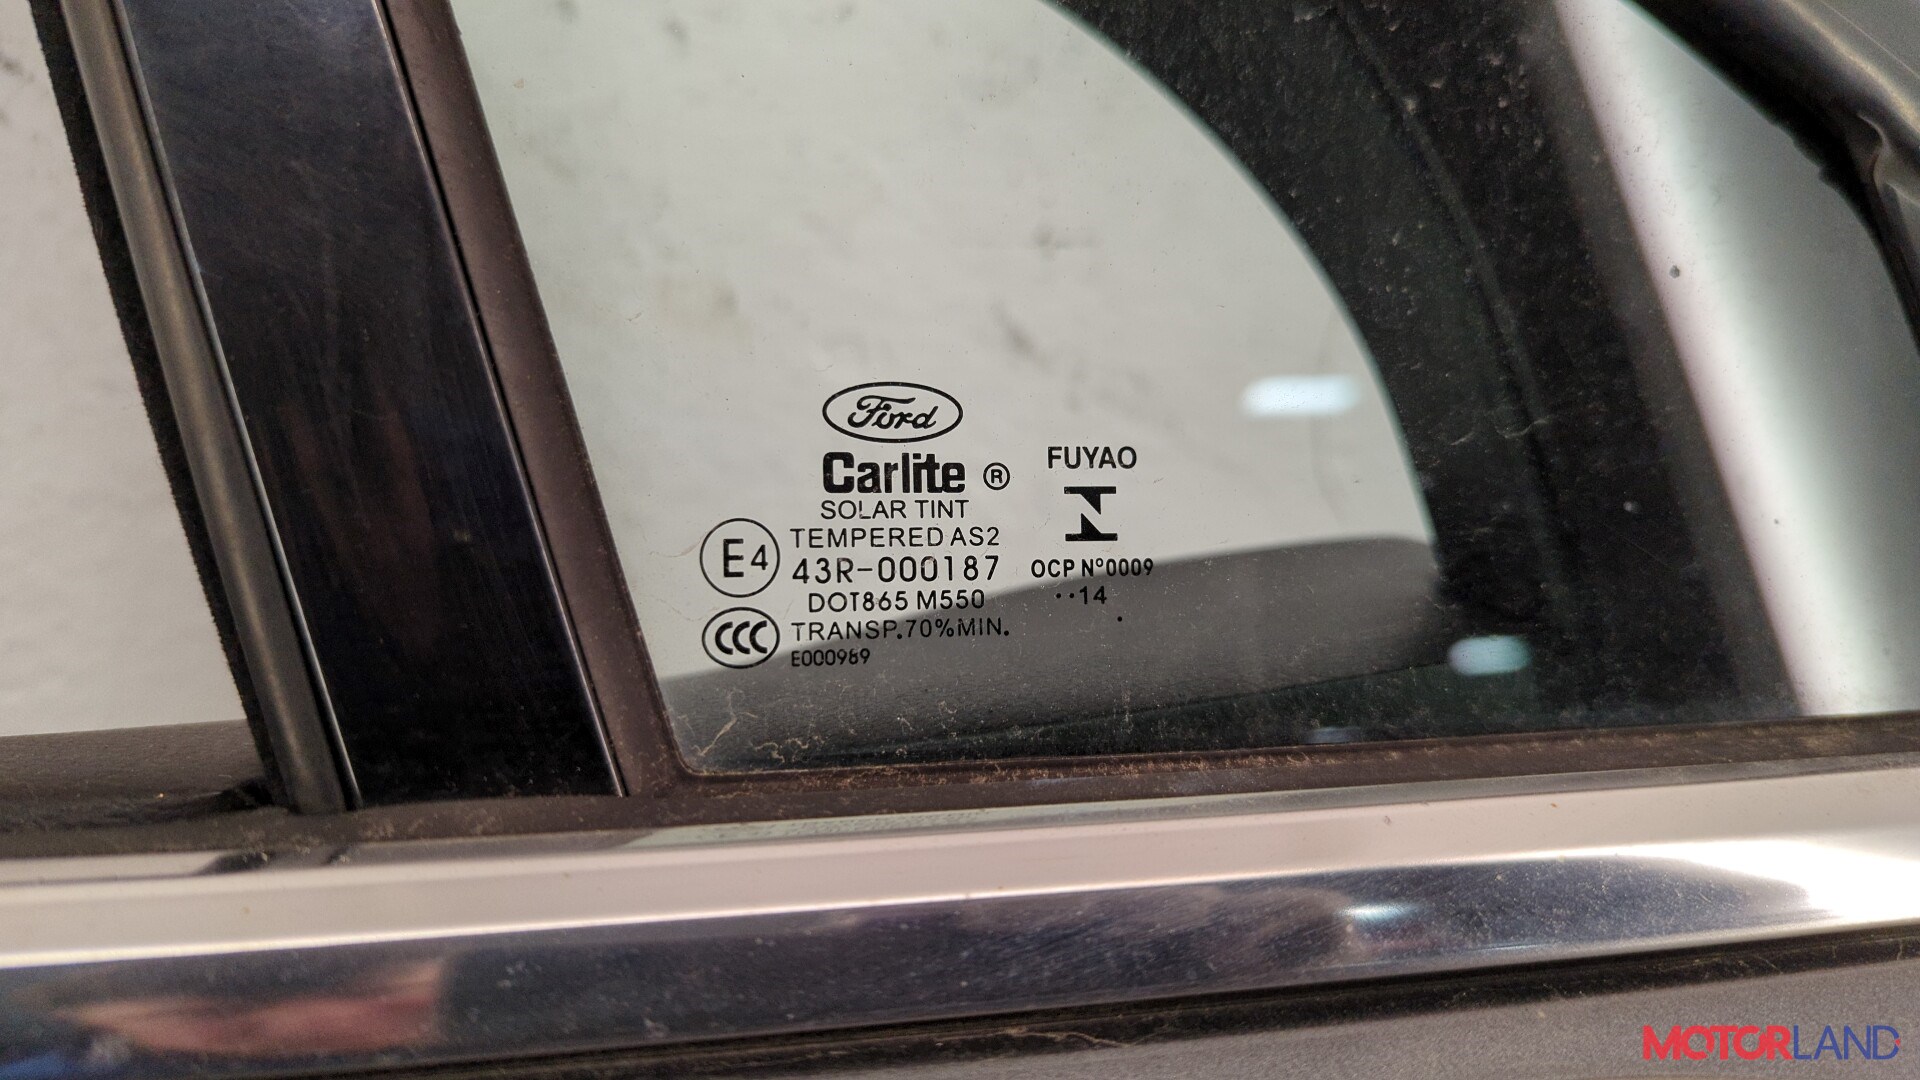 Ford
Carlite ®
SOLAR TINT
TEMPERED AS2
E4
43R-000187
DOT865 M550
CCC
TRANSP.70%MIN.
E000969
FUYAO
OCP Nº0009
··14
.
MOTORLAND